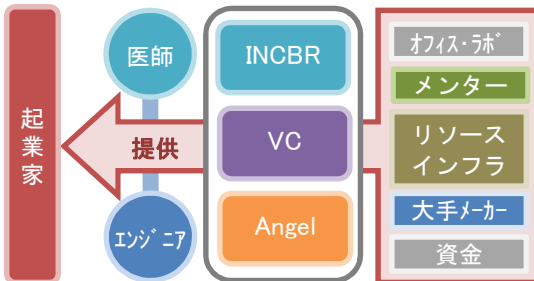 起業家
医師
提供
エンジニア
INCBR
VC
Angel
オフィス・ラボ
メンター
リソース
インフラ
大手メーカー
資金